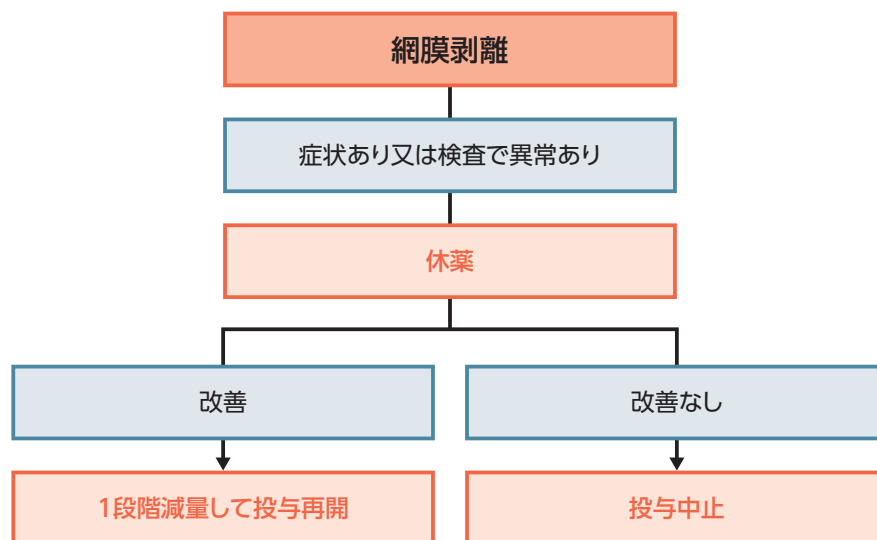 網膜剥離
症状あり又は検査で異常あり
休薬
改善
改善なし
1段階減量して投与再開
投与中止